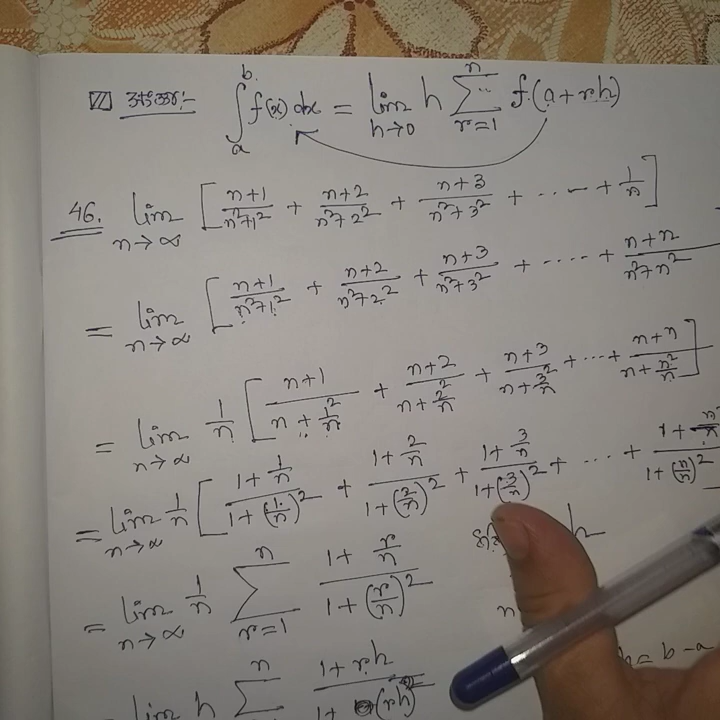 ∫ₐᵇ f(x) dx = lim_{h→0} h Σ_{r=1}^{n} f(a+rh)
46. lim_{n→∞} [ (n+1)/(n²+1²) + (n+2)/(n²+2²) + (n+3)/(n²+3²) + ... + 1/n ]
= lim_{n→∞} [ (n+1)/(n²+1²) + (n+2)/(n²+2²) + (n+3)/(n²+3²) + .... + (n+n)/(n²+n²)
= lim_{n→∞} 1/n [ (n+1)/(n + 1²/n) + (n+2)/(n + 2²/n) + (n+3)/(n + 3²/n) + ... + (n+n)/(n + n²/n) ]
= lim_{n→∞} 1/n [ (1 + 1/n)/(1 + (1/n)²) + (1 + 2/n)/(1 + (2/n)²) + (1 + 3/n)/(1 + (3/n)²) + ... + (1 + n/n)/(1 + (n/n)²)
= lim_{n→∞} 1/n Σ_{r=1}^{n} (1 + r/n)/(1 + (r/n)²)
h
n
= b - a
= lim h Σ^{n} (1 + rh)/(1 + (rh)²)